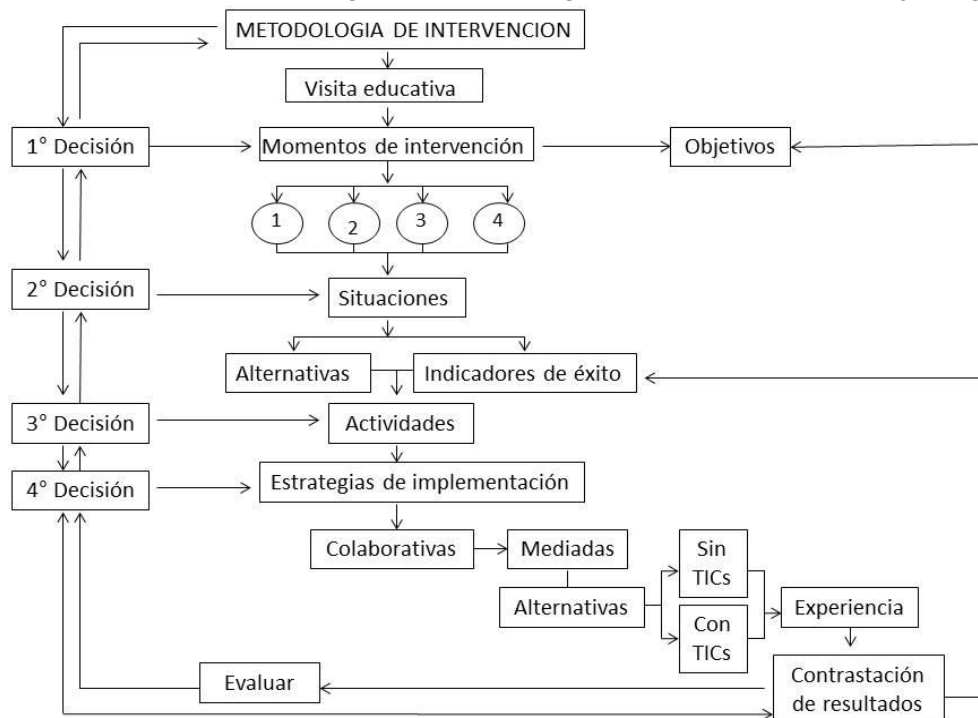 METODOLOGIA DE INTERVENCION
Visita educativa
1° Decisión
Momentos de intervención
Objetivos
1
2
3
4
2° Decisión
Situaciones
Alternativas
Indicadores de éxito
3° Decisión
Actividades
4° Decisión
Estrategias de implementación
Colaborativas
Mediadas
Sin
TICs
Alternativas
Experiencia
Con
TICs
Evaluar
Contrastación
de resultados